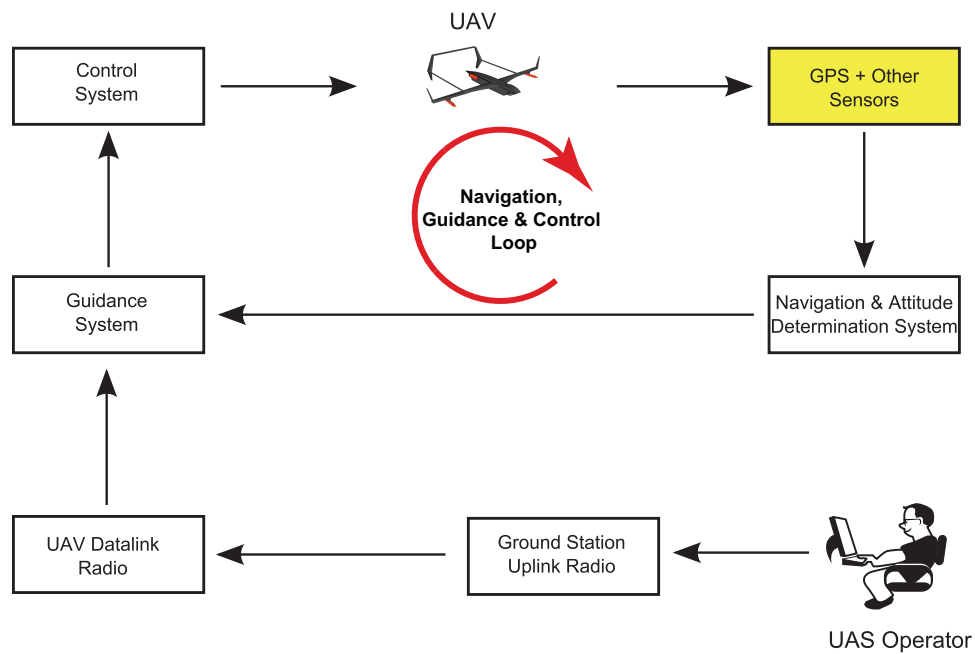 UAV
Control
System
GPS + Other
Sensors
Navigation,
Guidance & Control
Loop
Guidance
System
Navigation & Attitude
Determination System
UAV Datalink
Radio
Ground Station
Uplink Radio
UAS Operator